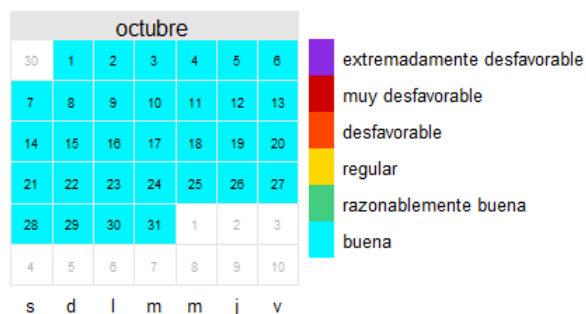 octubre
30 1 2 3 4 5 6
7 8 9 10 11 12 13
14 15 16 17 18 19 20
21 22 23 24 25 26 27
28 29 30 31 1 2 3
4 5 6 7 8 9 10
s d l m m j v
extremadamente desfavorable
muy desfavorable
desfavorable
regular
razonablemente buena
buena